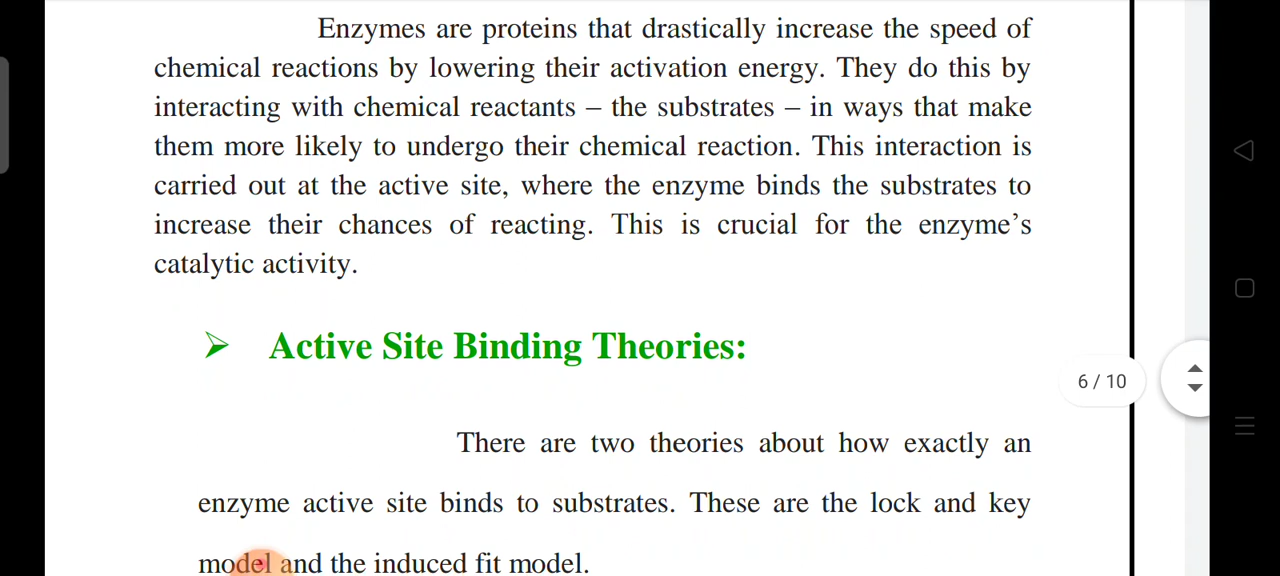 Enzymes are proteins that drastically increase the speed of
chemical reactions by lowering their activation energy. They do this by
interacting with chemical reactants – the substrates – in ways that make
them more likely to undergo their chemical reaction. This interaction is
carried out at the active site, where the enzyme binds the substrates to
increase their chances of reacting. This is crucial for the enzyme’s
catalytic activity.
➢ Active Site Binding Theories:
6 / 10
There are two theories about how exactly an
enzyme active site binds to substrates. These are the lock and key
model and the induced fit model.